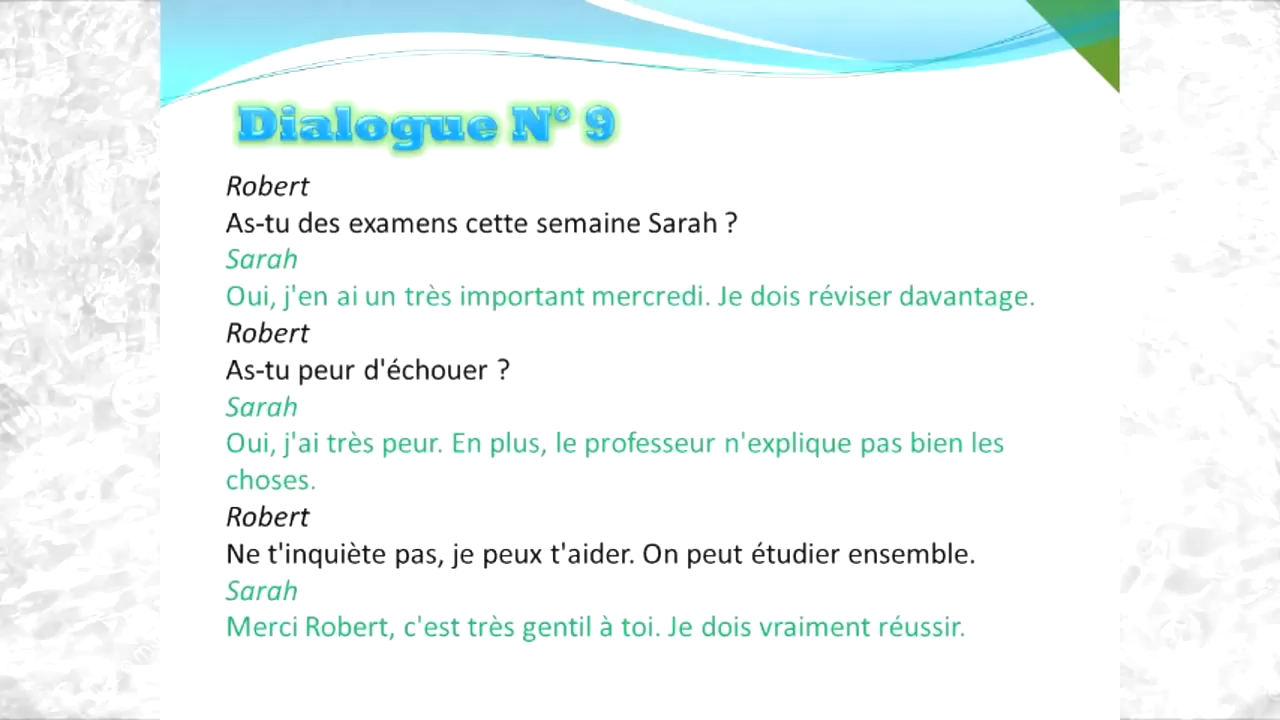 Dialogue N° 9
Robert
As-tu des examens cette semaine Sarah ?
Sarah
Oui, j'en ai un très important mercredi. Je dois réviser davantage.
Robert
As-tu peur d'échouer ?
Sarah
Oui, j'ai très peur. En plus, le professeur n'explique pas bien les
choses.
Robert
Ne t'inquiète pas, je peux t'aider. On peut étudier ensemble.
Sarah
Merci Robert, c'est très gentil à toi. Je dois vraiment réussir.